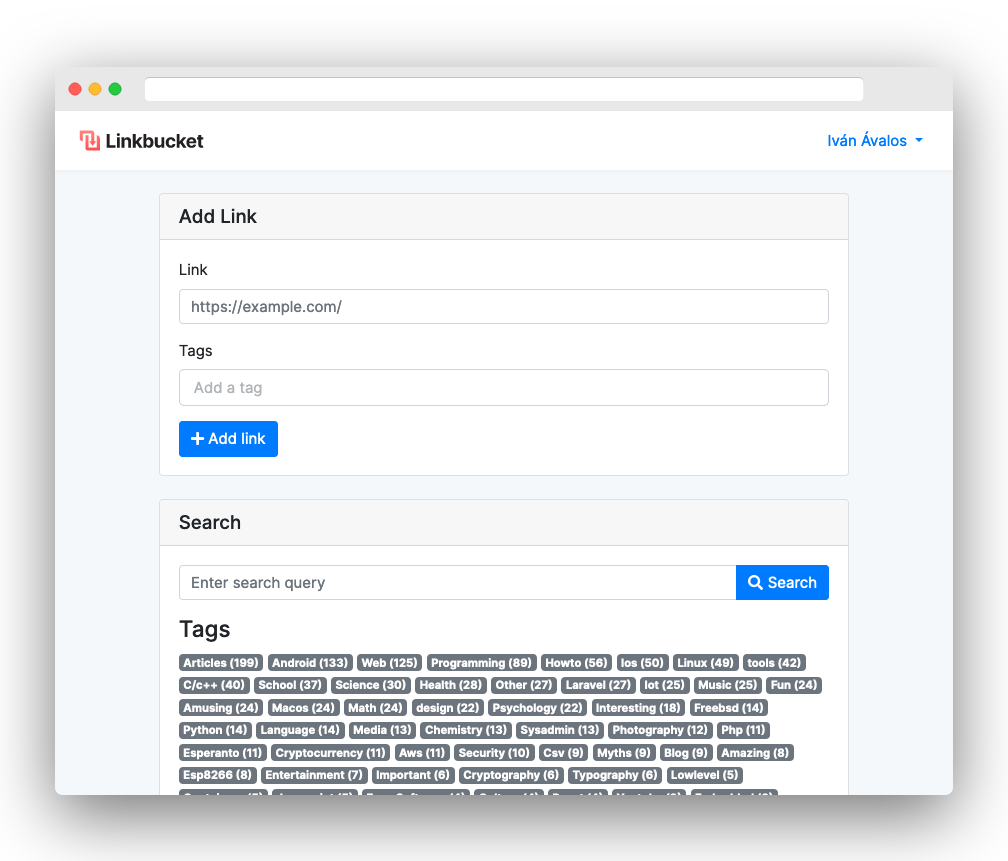 Linkbucket
Iván Ávalos
Add Link
Link
https://example.com/
Tags
Add a tag
Add link
Search
Enter search query
Search
Tags
Articles (199) Android (133) Web (125) Programming (89) Howto (56) Ios (50) Linux (49) tools (42)
C/c++ (40) School (37) Science (30) Health (28) Other (27) Laravel (27) Iot (25) Music (25) Fun (24)
Amusing (24) Macos (24) Math (24) design (22) Psychology (22) Interesting (18) Freebsd (14)
Python (14) Language (14) Media (13) Chemistry (13) Sysadmin (13) Photography (12) Php (11)
Esperanto (11) Cryptocurrency (11) Aws (11) Security (10) Csv (9) Myths (9) Blog (9) Amazing (8)
Esp8266 (8) Entertainment (7) Important (6) Cryptography (6) Typography (6) Lowlevel (5)